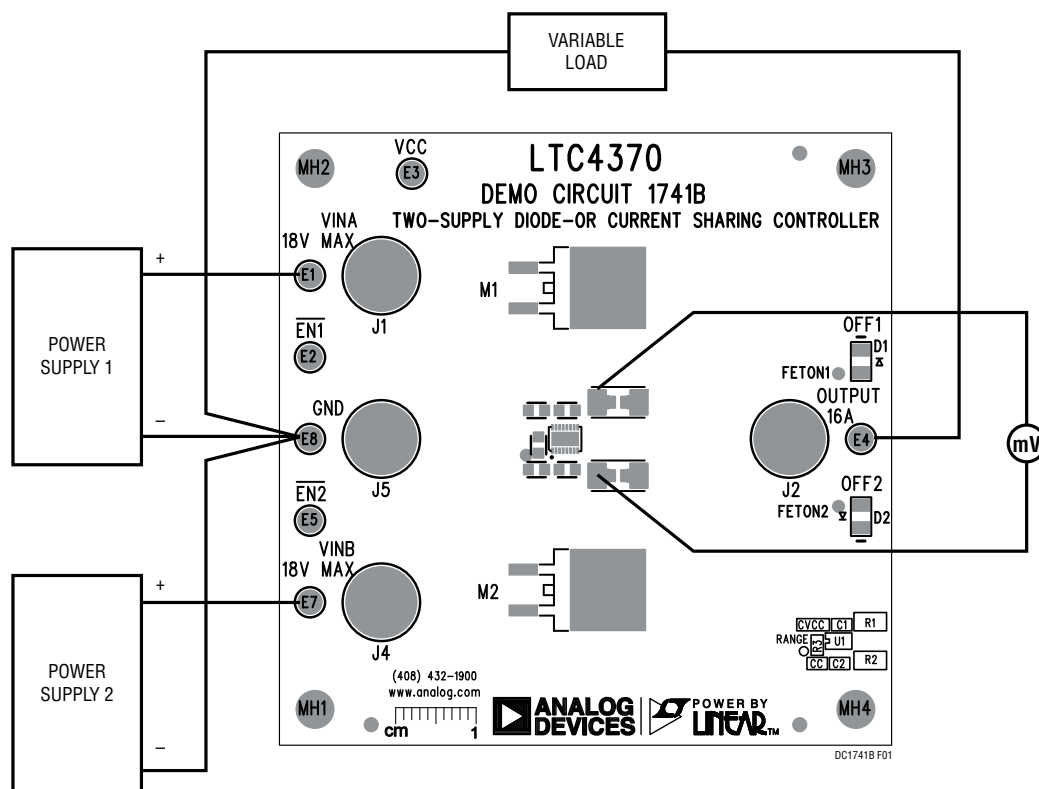 VARIABLE
LOAD
MH2
VCC
E3
LTC4370
DEMO CIRCUIT 1741B
TWO-SUPPLY DIODE-OR CURRENT SHARING CONTROLLER
MH3
VINA
18V MAX
+
E1
J1
M1
POWER
SUPPLY 1
–
EN1
E2
OFF1
D1
FETON1
OUTPUT
16A
GND
E8
J5
J2
E4
mV
EN2
E5
OFF2
FETON2
D2
VINB
18V MAX
+
E7
J4
M2
POWER
SUPPLY 2
–
CVCC
C1
R1
RANGE
R3
U1
CC
C2
R2
(408) 432-1900
www.analog.com
cm
1
ANALOG
DEVICES
POWER BY
LINEAR™
MH1
MH4
DC1741B F01